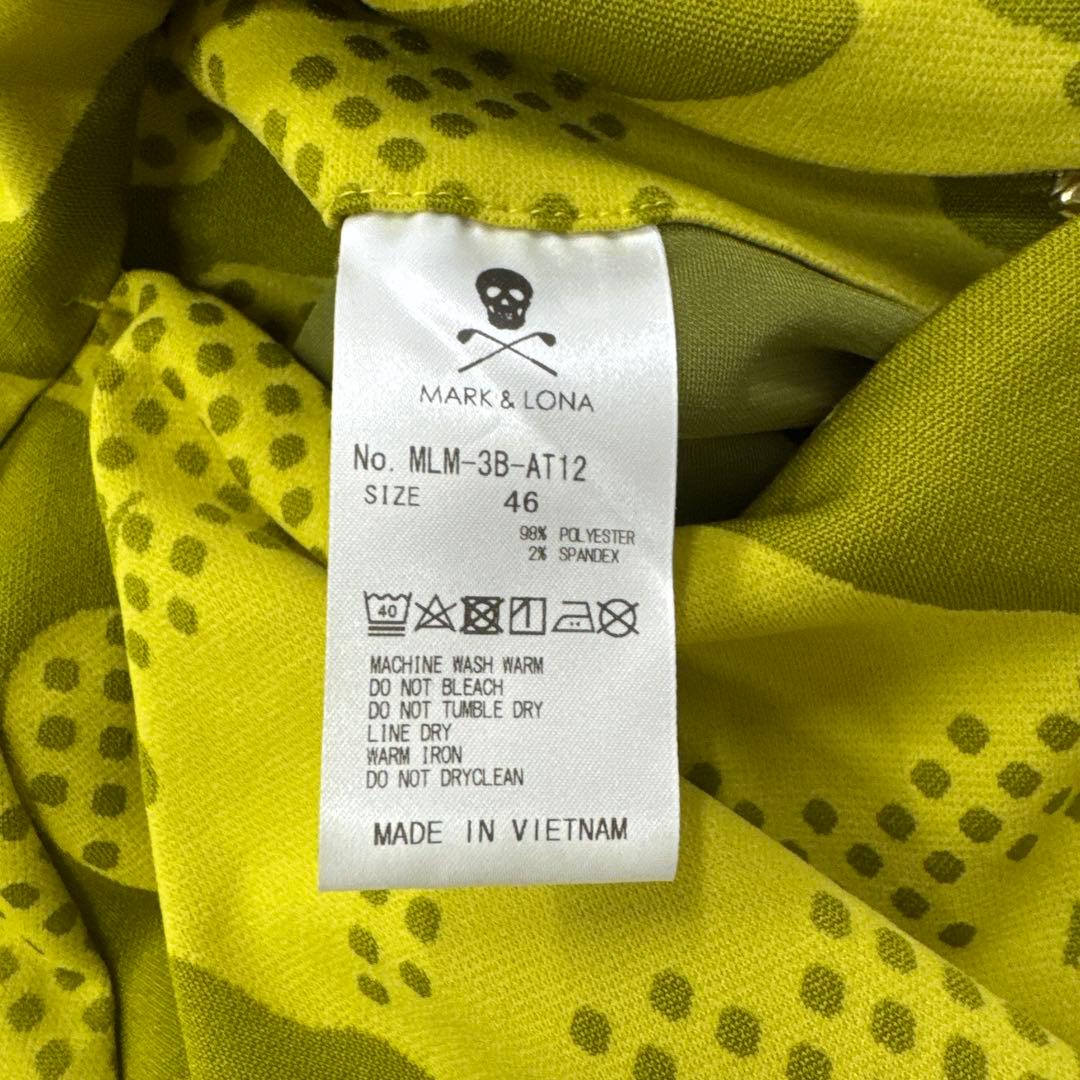 MARK & LONA
No. MLM-3B-AT12
SIZE 46
98% POLYESTER
2% SPANDEX
40
MACHINE WASH WARM
DO NOT BLEACH
DO NOT TUMBLE DRY
LINE DRY
WARM IRON
DO NOT DRYCLEAN
MADE IN VIETNAM